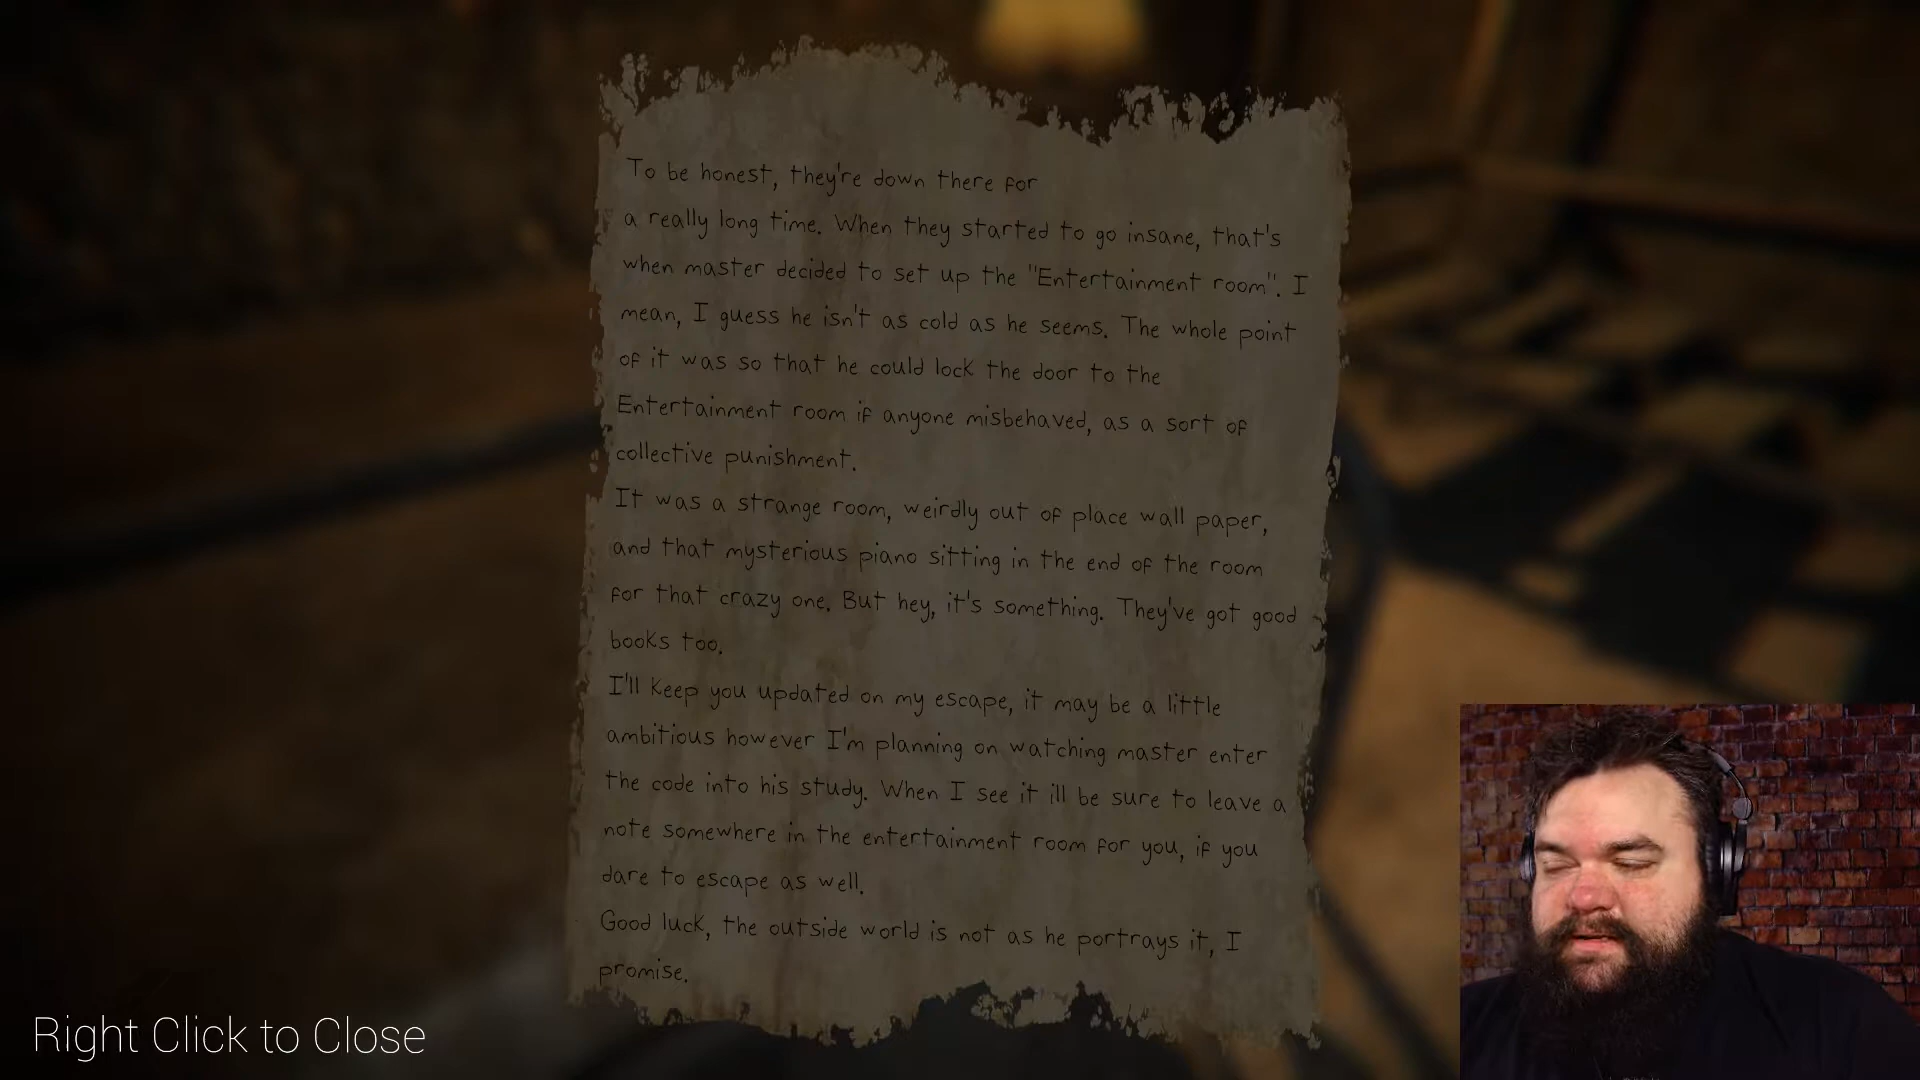 To be honest, they're down there for
a really long time. When they started to go insane, that's
when master decided to set up the "Entertainment room". I
mean, I guess he isn't as cold as he seems. The whole point
of it was so that he could lock the door to the
Entertainment room if anyone misbehaved, as a sort of
collective punishment.
It was a strange room, weirdly out of place wall paper,
and that mysterious piano sitting in the end of the room
for that crazy one. But hey, it's something. They've got good
books too.
I'll keep you updated on my escape, it may be a little
ambitious however I'm planning on watching master enter
the code into his study. When I see it ill be sure to leave a
note somewhere in the entertainment room for you, if you
dare to escape as well.
Good luck, the outside world is not as he portrays it, I
promise.
Right Click to Close